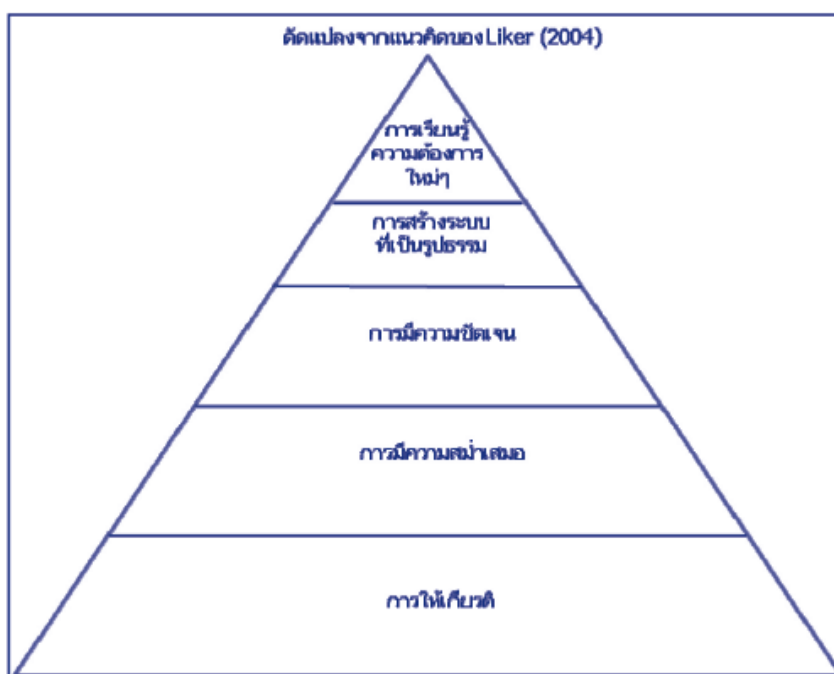 ดัดแปลงจากแนวคิดของ Liker (2004)
การเรียนรู้
ความต้องการ
ใหม่ๆ
การสร้างระบบ
ที่เป็นรูปธรรม
การมีความชัดเจน
การมีความสม่ำเสมอ
การให้เกียรติ